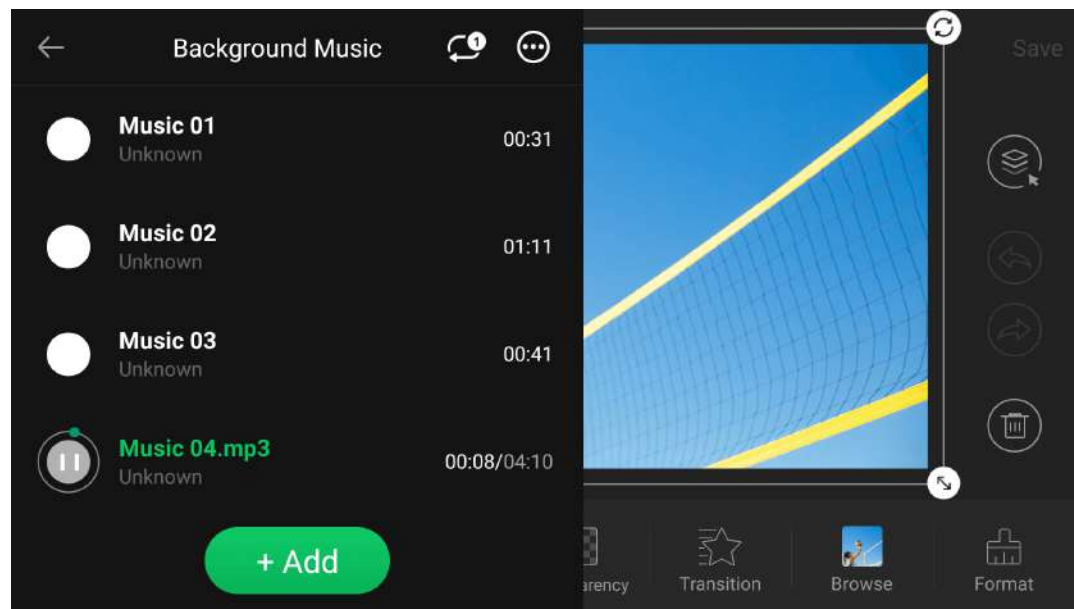 Background Music
1
Save
Music 01
Unknown
00:31
Music 02
Unknown
01:11
Music 03
Unknown
00:41
Music 04.mp3
Unknown
00:08/04:10
+ Add
arency
Transition
Browse
Format